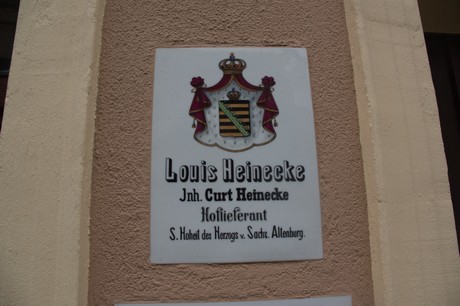 Louis Heinecke
Jnh. Curt Heinecke
Hoflieferant
S. Hoheit des Herzogs v. Sachs. Altenburg.